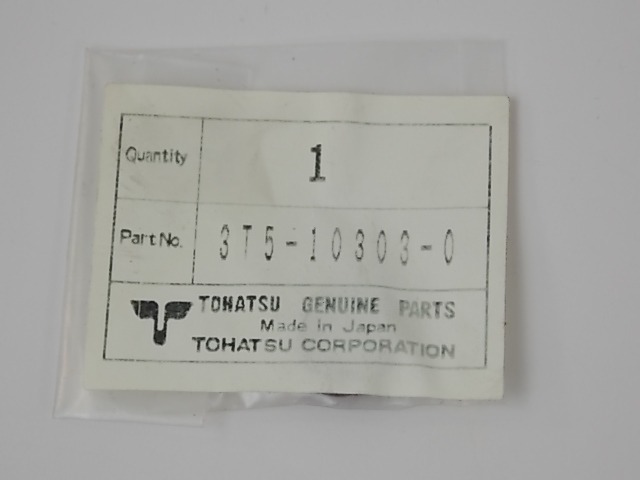 Quantity 1
Part No. 3T5-10303-0
TOHATSU GENUINE PARTS
Made in Japan
TOHATSU CORPORATION